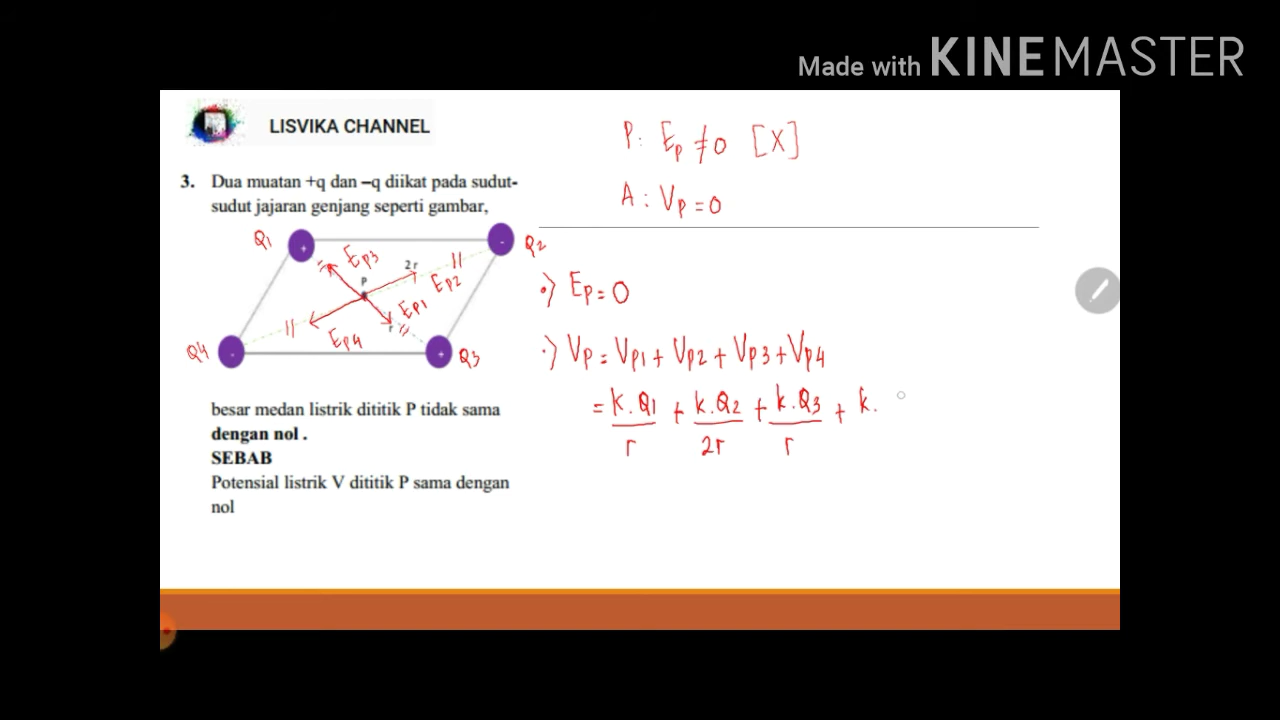 Made with KINEMASTER
LISVIKA CHANNEL
3. Dua muatan +q dan –q diikat pada sudut-
sudut jajaran genjang seperti gambar,
Q1
+
Ep3
2r
=
-
Q2
P
Ep2
Ep1
r
=
Ep4
Q4
-
+
Q3
besar medan listrik dititik P tidak sama
dengan nol .
SEBAB
Potensial listrik V dititik P sama dengan
nol
P: Ep ≠ 0 [X]
A : Vp = 0
•) Ep = 0
•) Vp = Vp1 + Vp2 + Vp3 + Vp4
= k.Q1/r + k.Q2/2r + k.Q3/r + k.